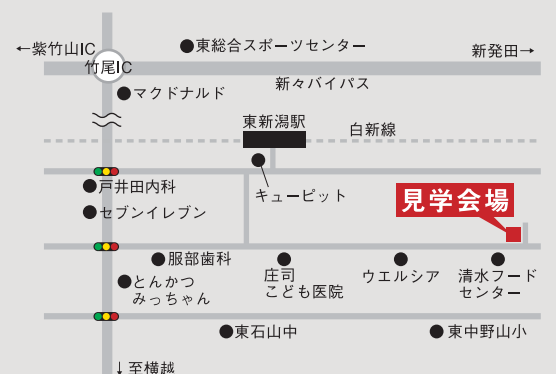 ←紫竹山IC
東総合スポーツセンター
新発田→
竹尾IC
新々バイパス
マクドナルド
東新潟駅
白新線
戸井田内科
キューピット
セブンイレブン
見学会場
服部歯科
とんかつ
みっちゃん
庄司
こども医院
ウエルシア
清水フード
センター
東石山中
東中野山小
↓至横越